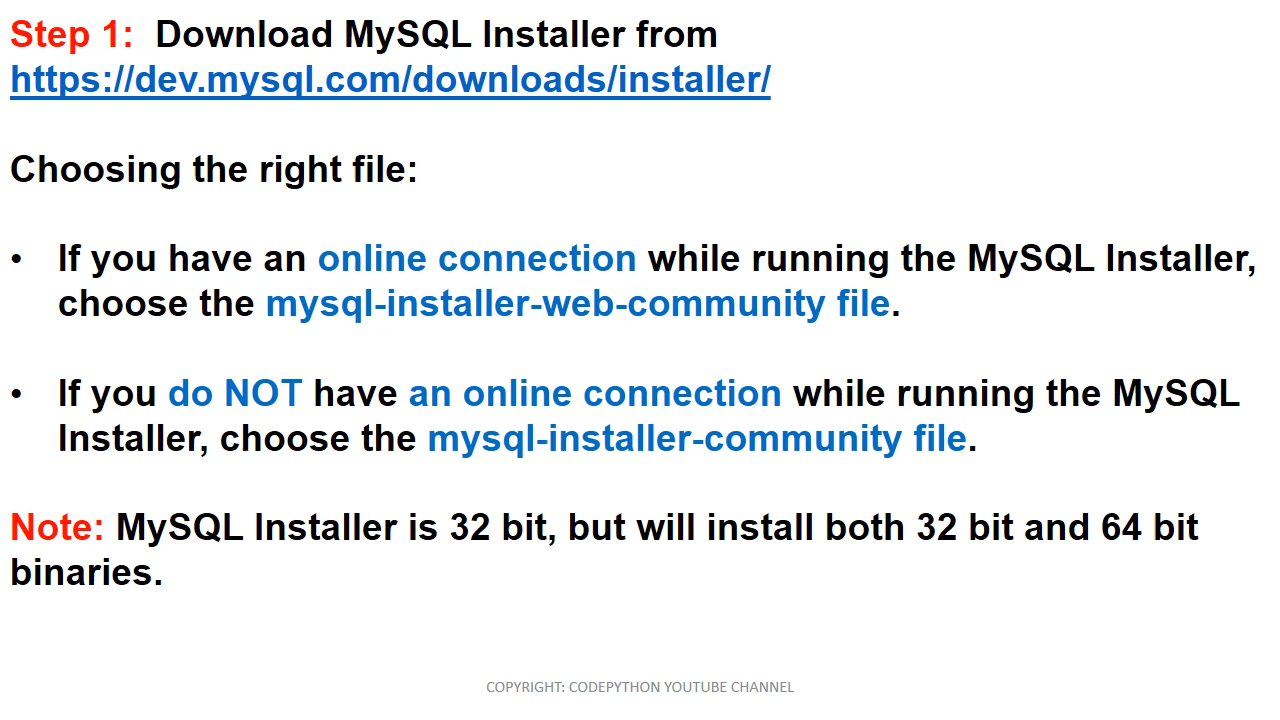 Step 1:  Download MySQL Installer from
https://dev.mysql.com/downloads/installer/
Choosing the right file:
• If you have an online connection while running the MySQL Installer,
choose the mysql-installer-web-community file.
• If you do NOT have an online connection while running the MySQL
Installer, choose the mysql-installer-community file.
Note: MySQL Installer is 32 bit, but will install both 32 bit and 64 bit
binaries.
COPYRIGHT: CODEPYTHON YOUTUBE CHANNEL